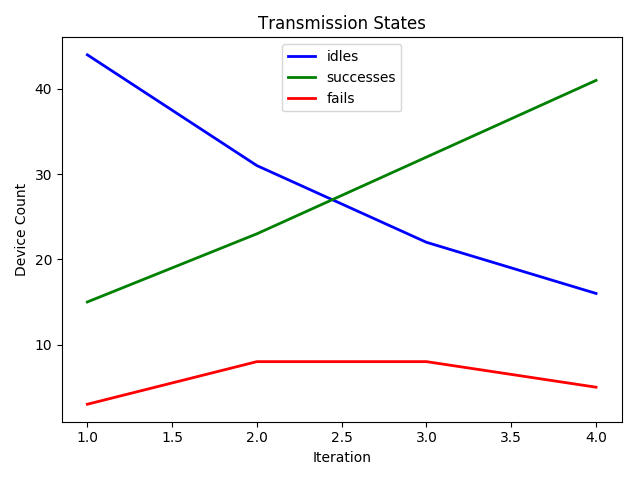 Transmission States
idles
successes
fails
Device Count
40
30
20
10
1.0 1.5 2.0 2.5 3.0 3.5 4.0
Iteration